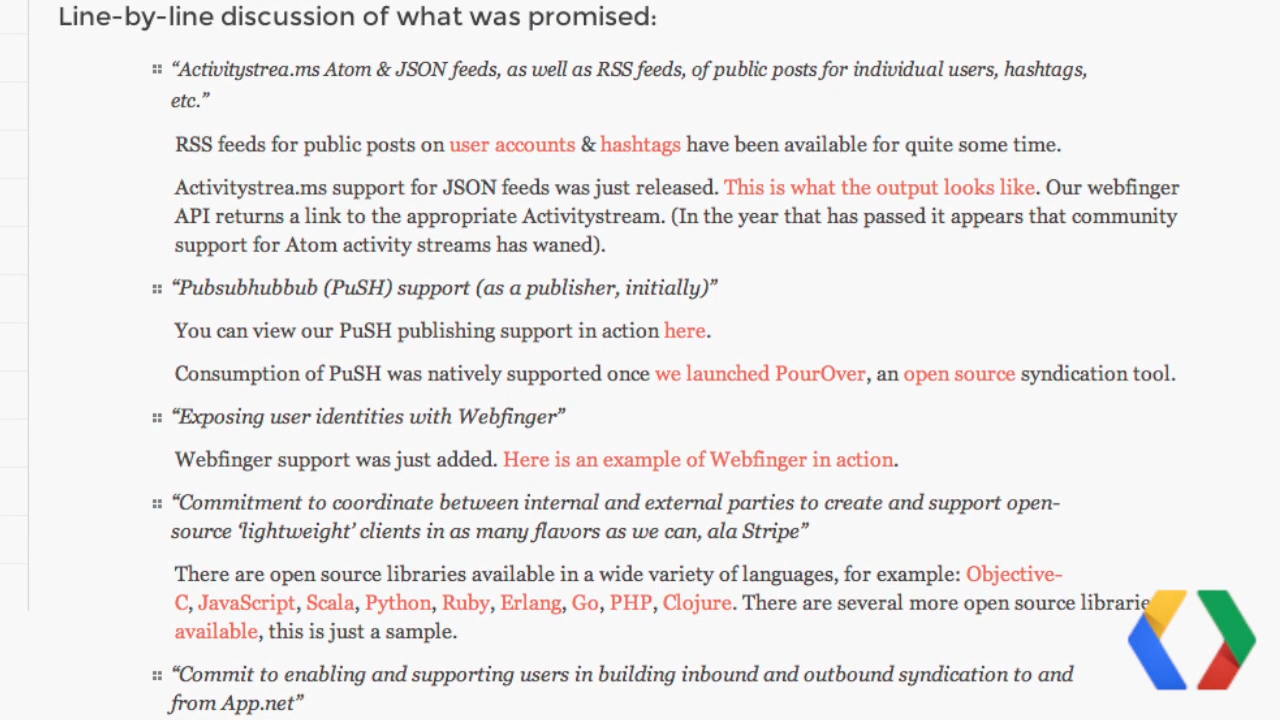 Line-by-line discussion of what was promised:
“Activitystrea.ms Atom & JSON feeds, as well as RSS feeds, of public posts for individual users, hashtags,
etc.”
RSS feeds for public posts on user accounts & hashtags have been available for quite some time.
Activitystrea.ms support for JSON feeds was just released. This is what the output looks like. Our webfinger
API returns a link to the appropriate Activitystream. (In the year that has passed it appears that community
support for Atom activity streams has waned).
“Pubsubhubbub (PuSH) support (as a publisher, initially)”
You can view our PuSH publishing support in action here.
Consumption of PuSH was natively supported once we launched PourOver, an open source syndication tool.
“Exposing user identities with Webfinger”
Webfinger support was just added. Here is an example of Webfinger in action.
“Commitment to coordinate between internal and external parties to create and support open-
source ‘lightweight’ clients in as many flavors as we can, ala Stripe”
There are open source libraries available in a wide variety of languages, for example: Objective-
C, JavaScript, Scala, Python, Ruby, Erlang, Go, PHP, Clojure. There are several more open source librarie
available, this is just a sample.
“Commit to enabling and supporting users in building inbound and outbound syndication to and
from App.net”